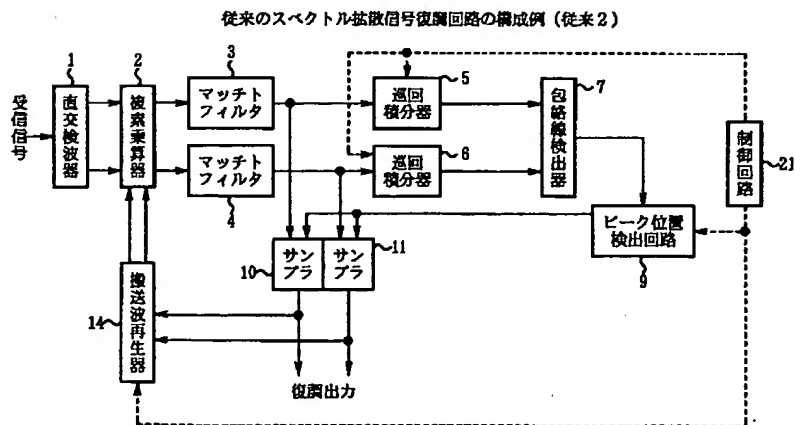 従来のスペクトル拡散信号復調回路の構成例(従来2)
受信信号
1
直交検波器
2
複素乗算器
3
マッチト
フィルタ
マッチト
フィルタ
4
5
巡回
積分器
6
巡回
積分器
7
包絡線検出器
制御回路
21
ピーク位置
検出回路
9
10
サン
プラ
サン
プラ
11
14
搬送波再生器
復調出力